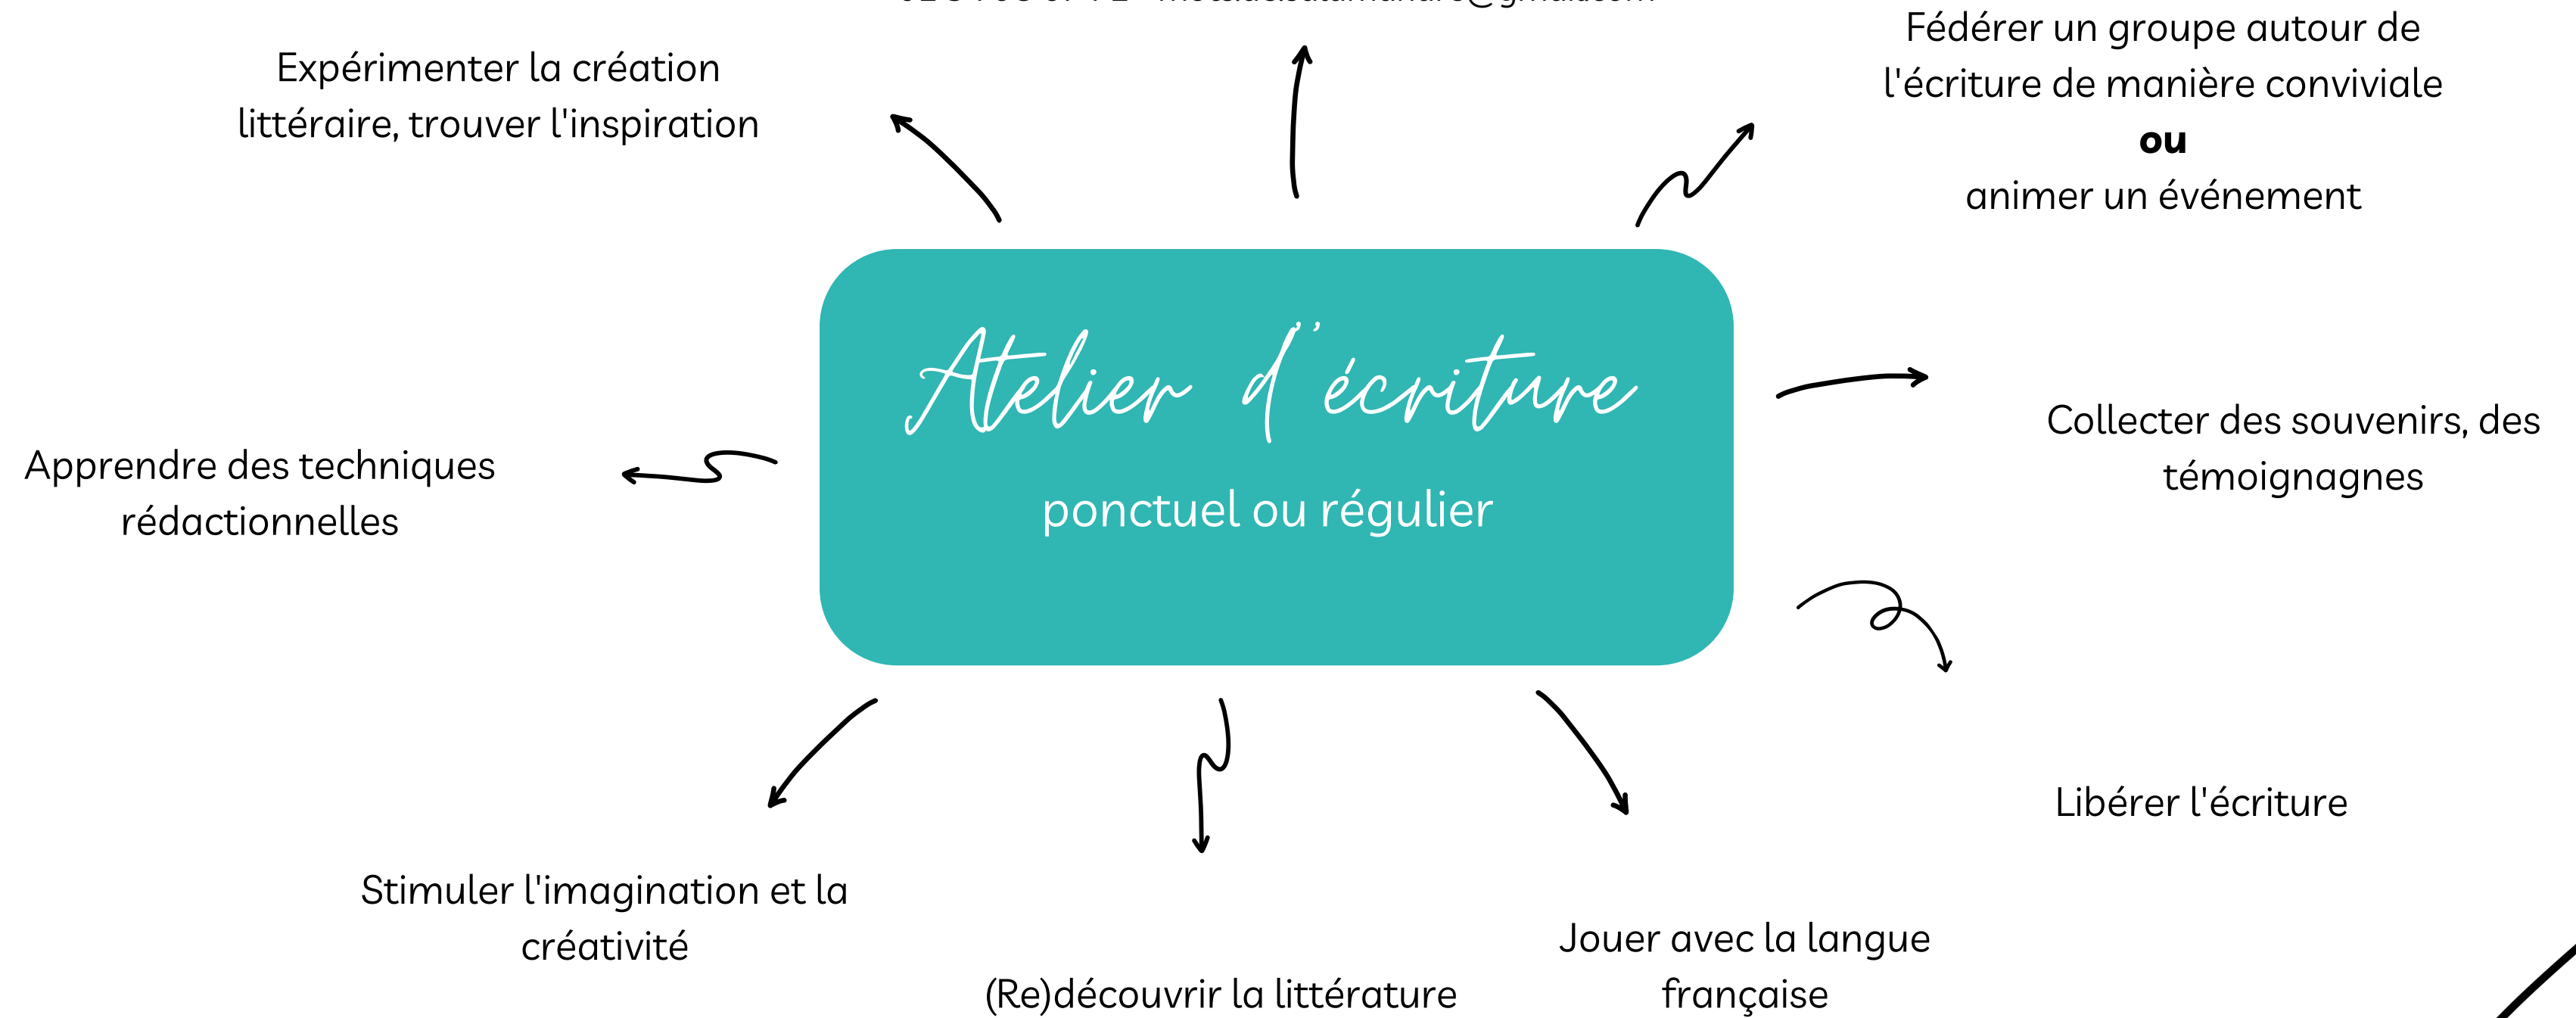 Expérimenter la création
littéraire, trouver l'inspiration
Fédérer un groupe autour de
l'écriture de manière conviviale
ou
animer un événement
Atelier d'’écriture
ponctuel ou régulier
Apprendre des techniques
rédactionnelles
Collecter des souvenirs, des
témoignagnes
Libérer l'écriture
Stimuler l'imagination et la
créativité
(Re)découvrir la littérature
Jouer avec la langue
française